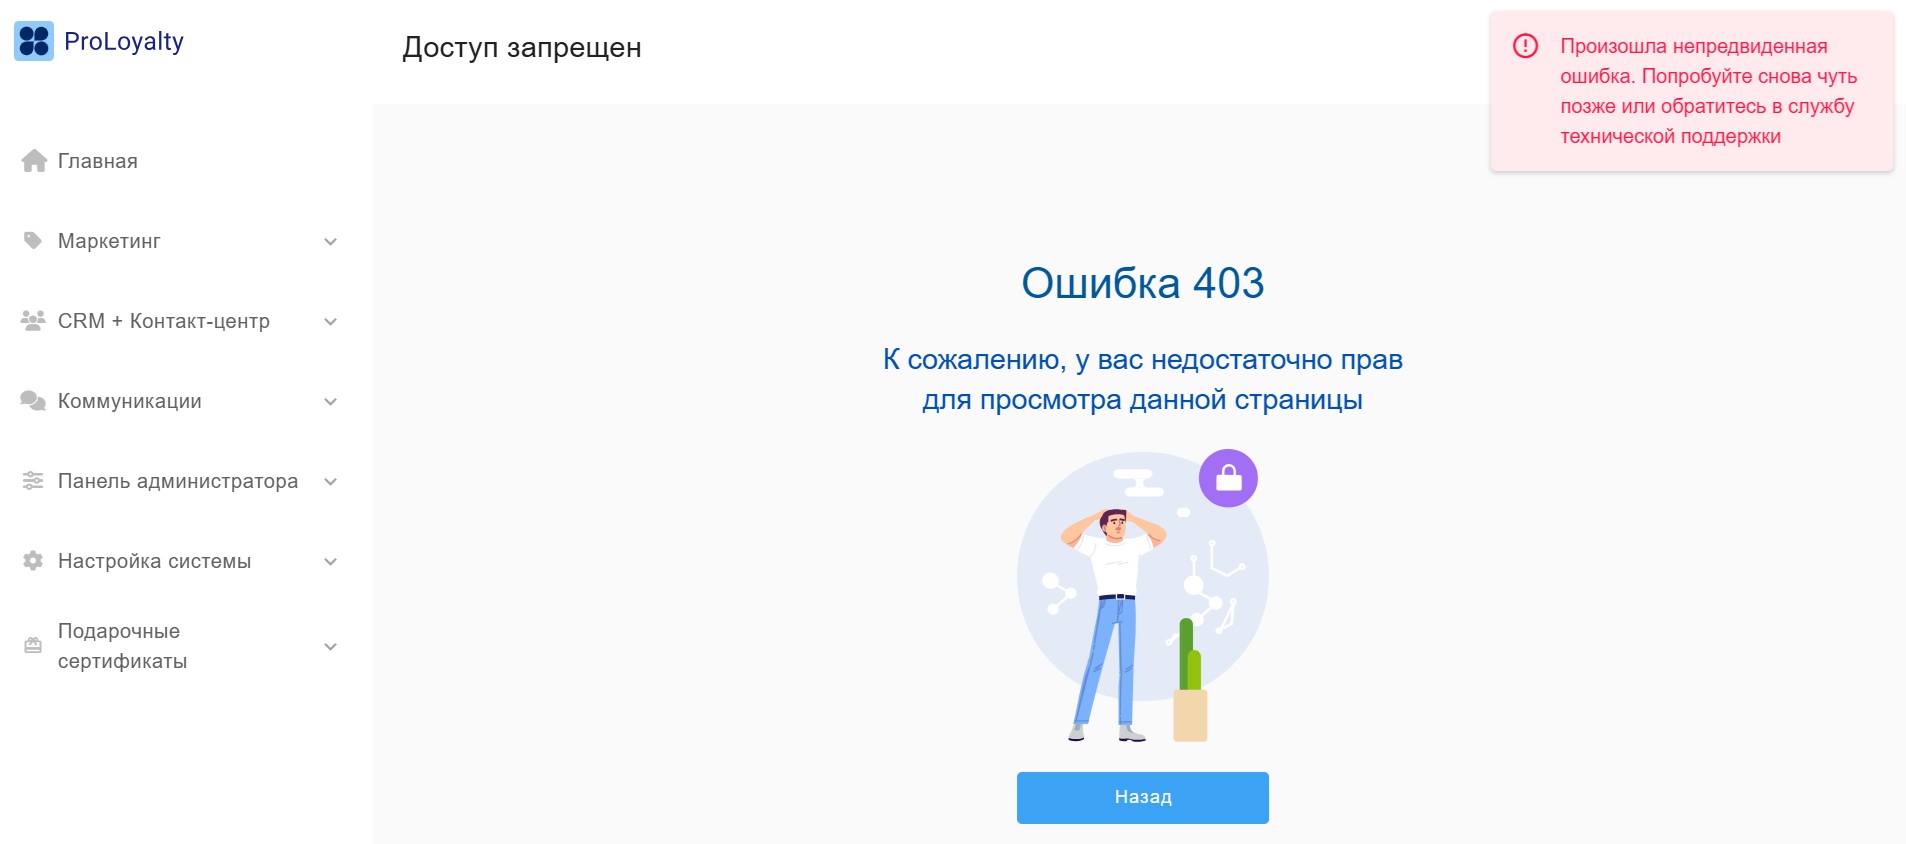 ProLoyalty
Главная
Маркетинг
CRM + Контакт-центр
Коммуникации
Панель администратора
Настройка системы
Подарочные
сертификаты
Доступ запрещен
Произошла непредвиденная
ошибка. Попробуйте снова чуть
позже или обратитесь в службу
технической поддержки
Ошибка 403
К сожалению, у вас недостаточно прав
для просмотра данной страницы
Назад